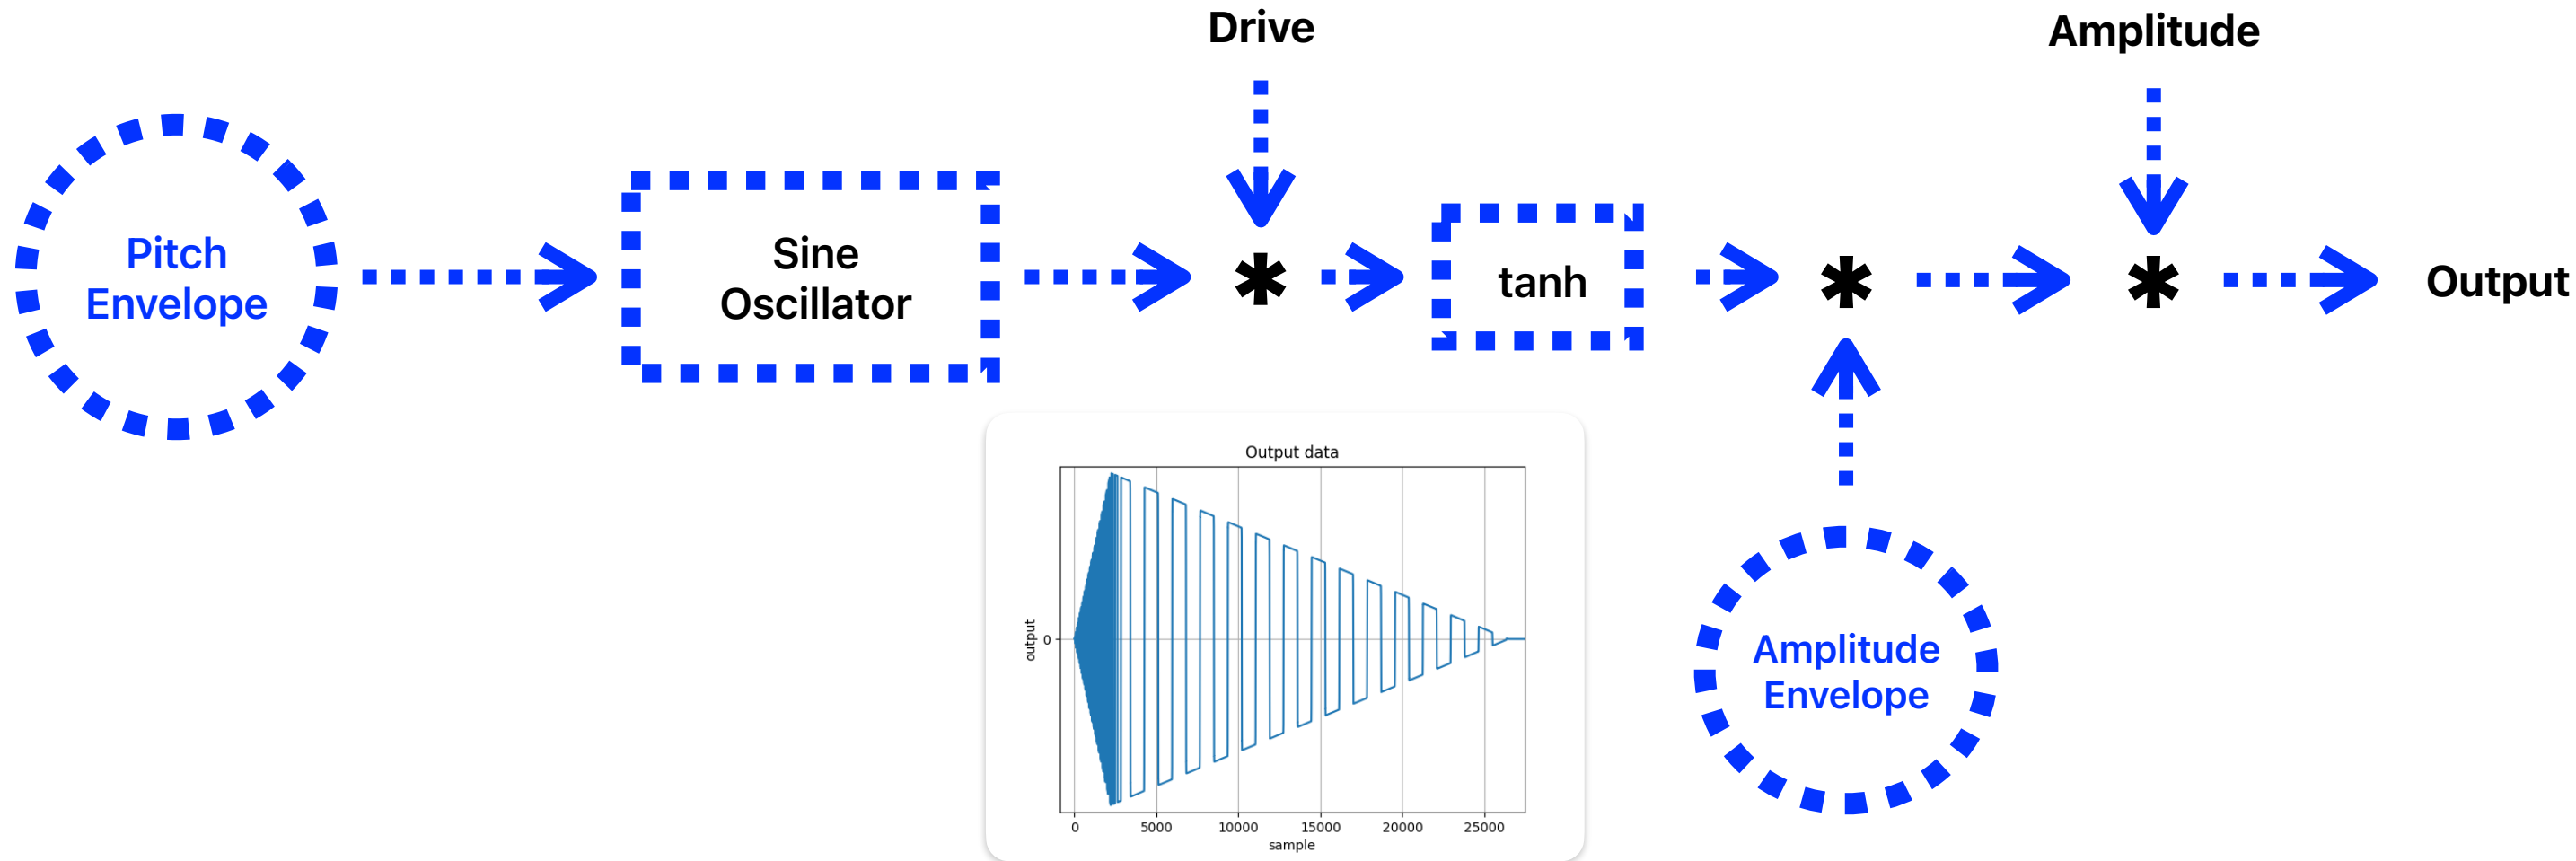 Drive
Amplitude
Pitch
Envelope
Sine
Oscillator
*
tanh
*
*
Output
Output data
output
0
0
5000
10000
15000
20000
25000
sample
Amplitude
Envelope